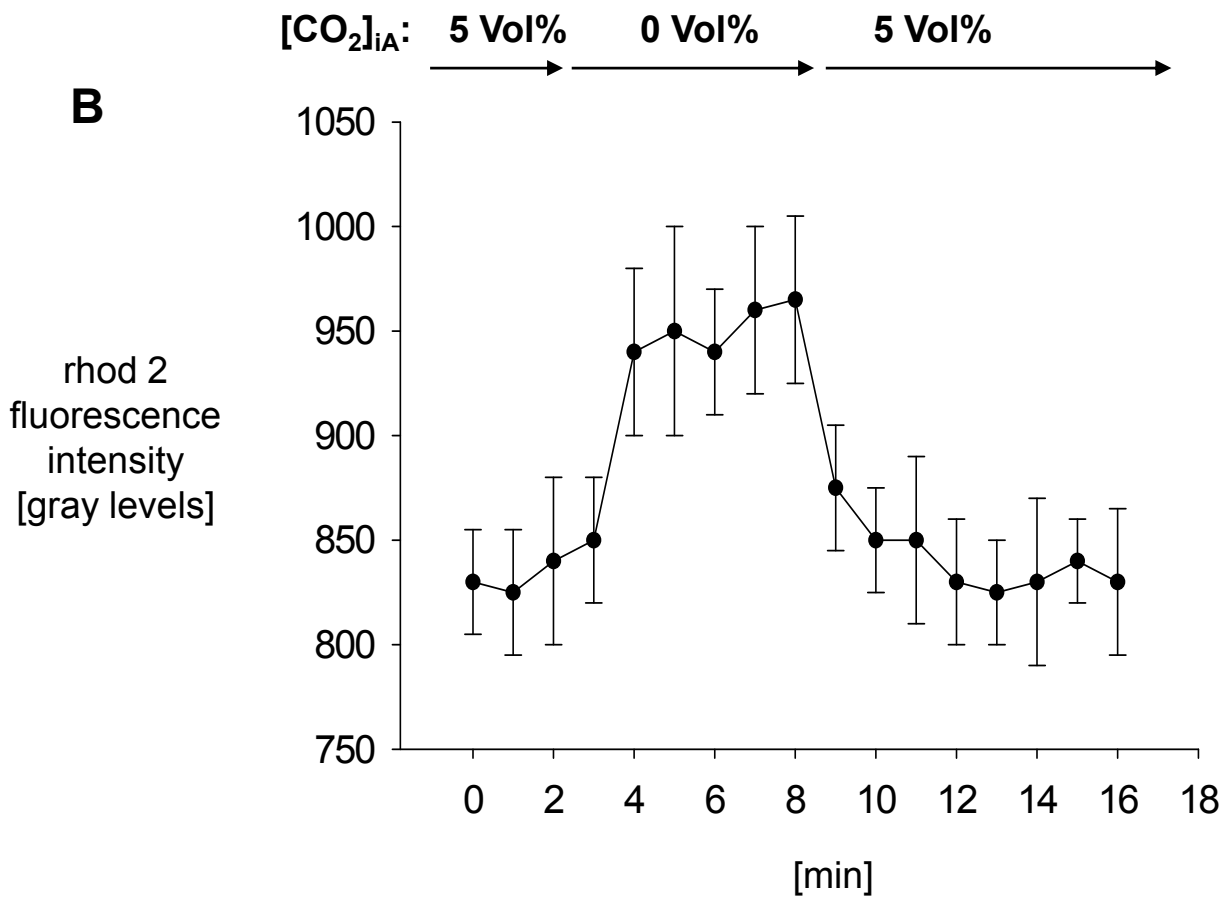 [CO₂]iA: 5 Vol% 0 Vol% 5 Vol%
B
1050
1000
950
900
850
800
750
rhod 2
fluorescence
intensity
[gray levels]
0 2 4 6 8 10 12 14 16 18
[min]